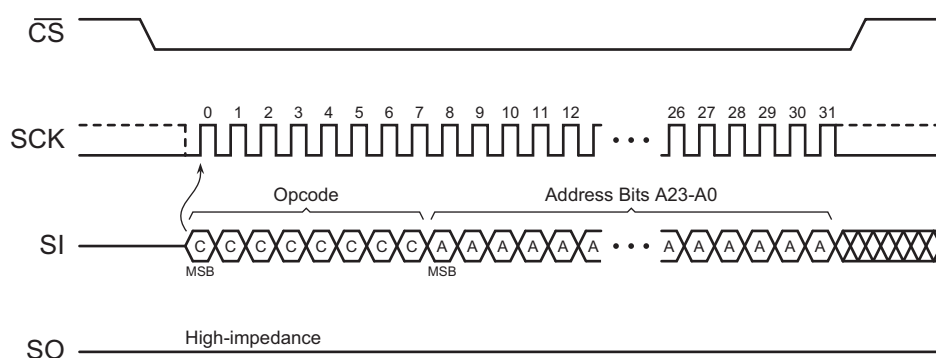 CS
SCK
0 1 2 3 4 5 6 7 8 9 10 11 12 26 27 28 29 30 31
Opcode Address Bits A23-A0
SI
C C C C C C C C A A A A A A A A A A A A
MSB MSB
High-impedance
SO